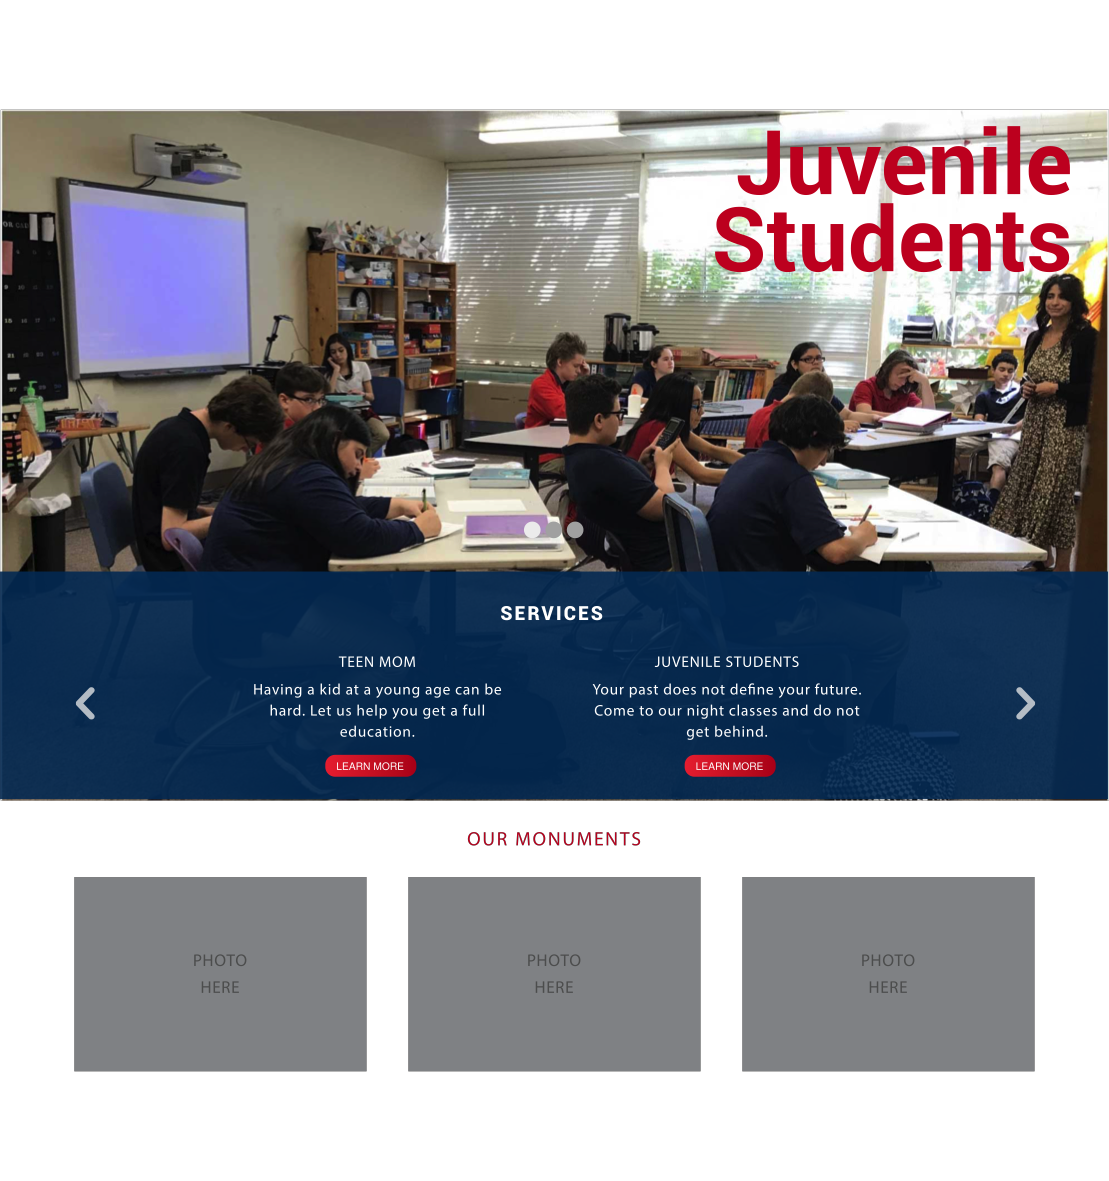 Juvenile
Students
SERVICES
TEEN MOM
Having a kid at a young age can be
hard. Let us help you get a full
education.
LEARN MORE
JUVENILE STUDENTS
Your past does not define your future.
Come to our night classes and do not
get behind.
LEARN MORE
OUR MONUMENTS
PHOTO
HERE
PHOTO
HERE
PHOTO
HERE